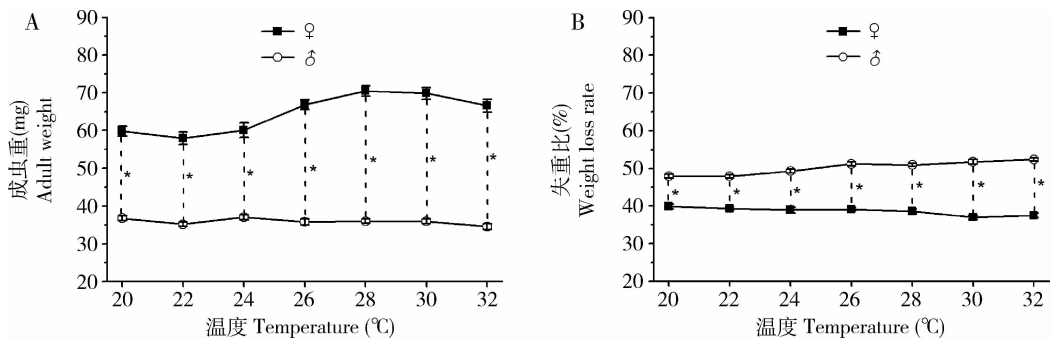 A
90
80
70
60
50
40
30
20
成虫重(mg)
Adult weight
♀
♂
* * * * * * *
20 22 24 26 28 30 32
温度 Temperature (℃)
B
90
80
70
60
50
40
30
20
失重比(%)
Weight loss rate
♀
♂
* * * * * * *
20 22 24 26 28 30 32
温度 Temperature (℃)